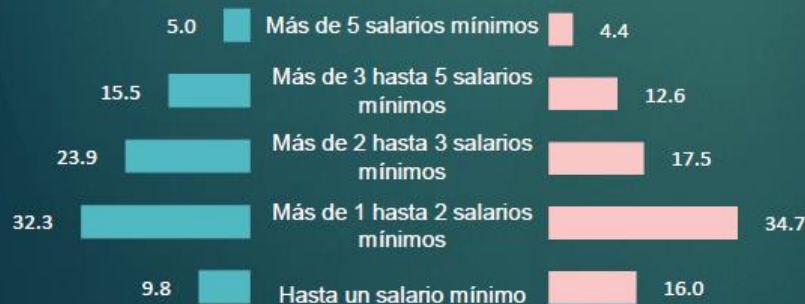 5.0 Más de 5 salarios mínimos 4.4
15.5 Más de 3 hasta 5 salarios mínimos 12.6
23.9 Más de 2 hasta 3 salarios mínimos 17.5
32.3 Más de 1 hasta 2 salarios mínimos 34.7
9.8 Hasta un salario mínimo 16.0